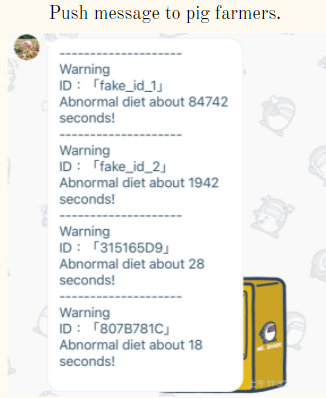 Push message to pig farmers.
--------------------
Warning
ID：「fake_id_1」
Abnormal diet about 84742
seconds!
--------------------
Warning
ID：「fake_id_2」
Abnormal diet about 1942
seconds!
--------------------
Warning
ID：「315165D9」
Abnormal diet about 28
seconds!
--------------------
Warning
ID：「807B781C」
Abnormal diet about 18
seconds!